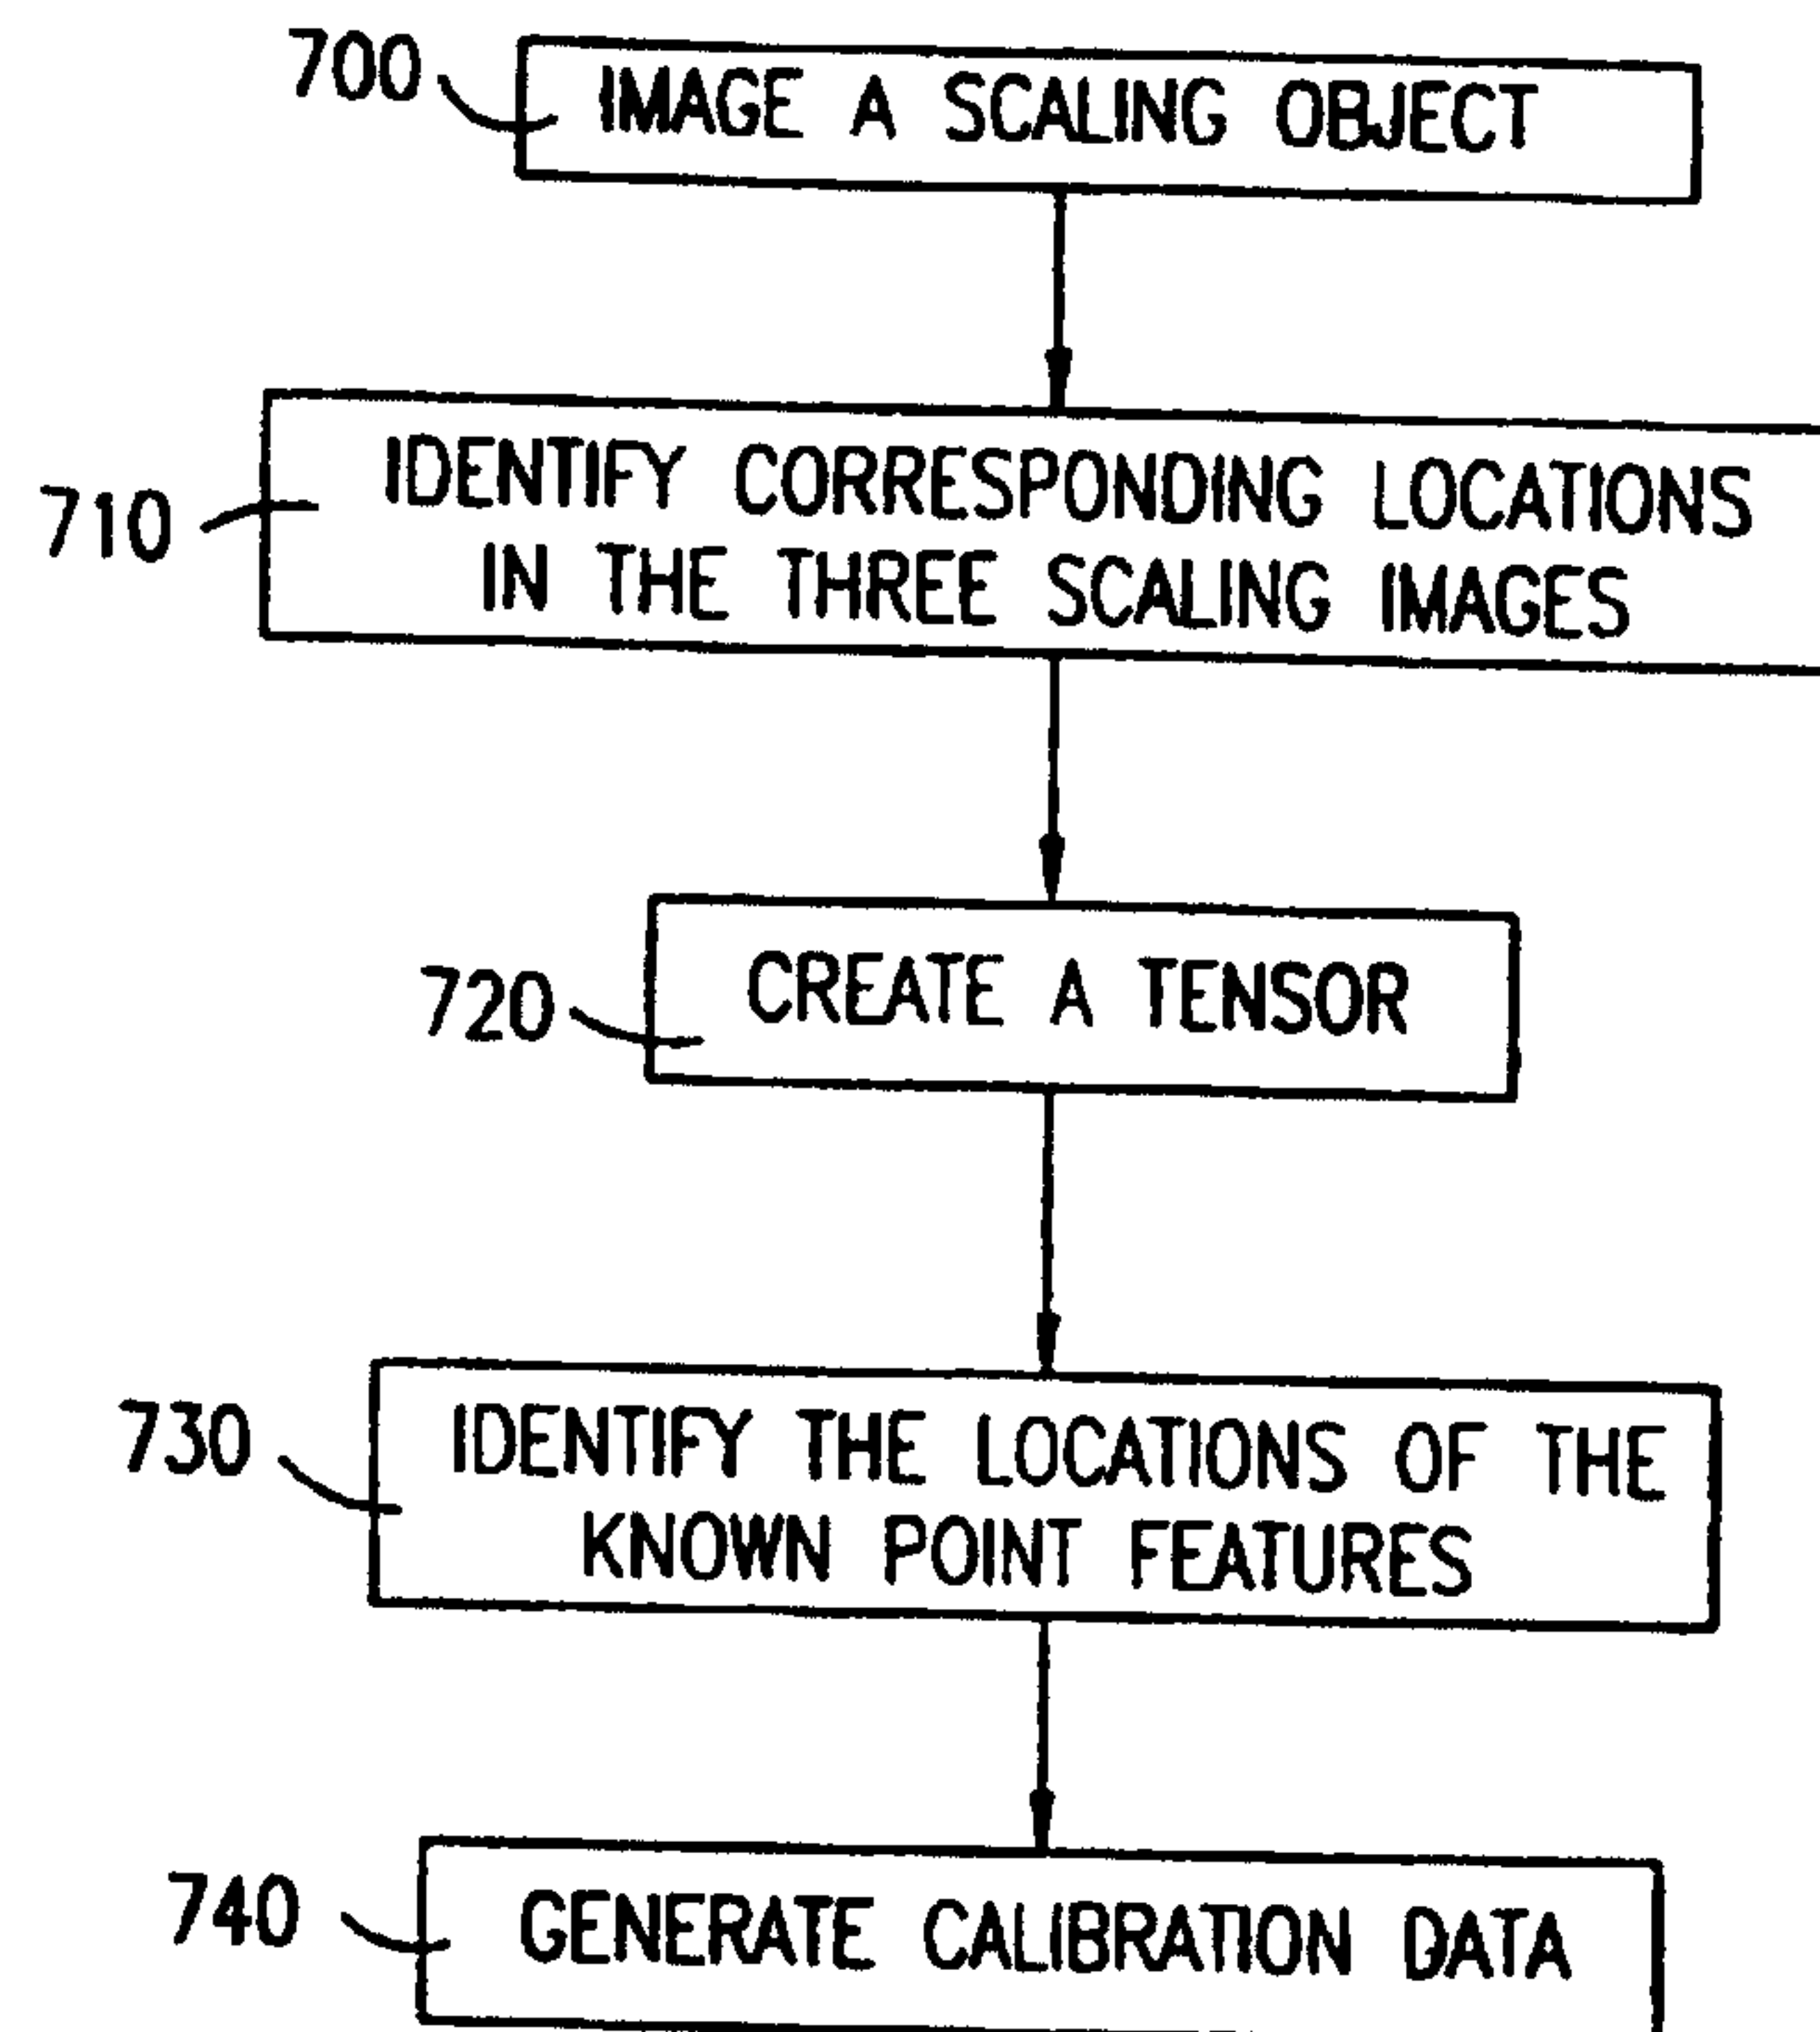 700
IMAGE A SCALING OBJECT
710
IDENTIFY CORRESPONDING LOCATIONS
IN THE THREE SCALING IMAGES
720
CREATE A TENSOR
730
IDENTIFY THE LOCATIONS OF THE
KNOWN POINT FEATURES
740
GENERATE CALIBRATION DATA